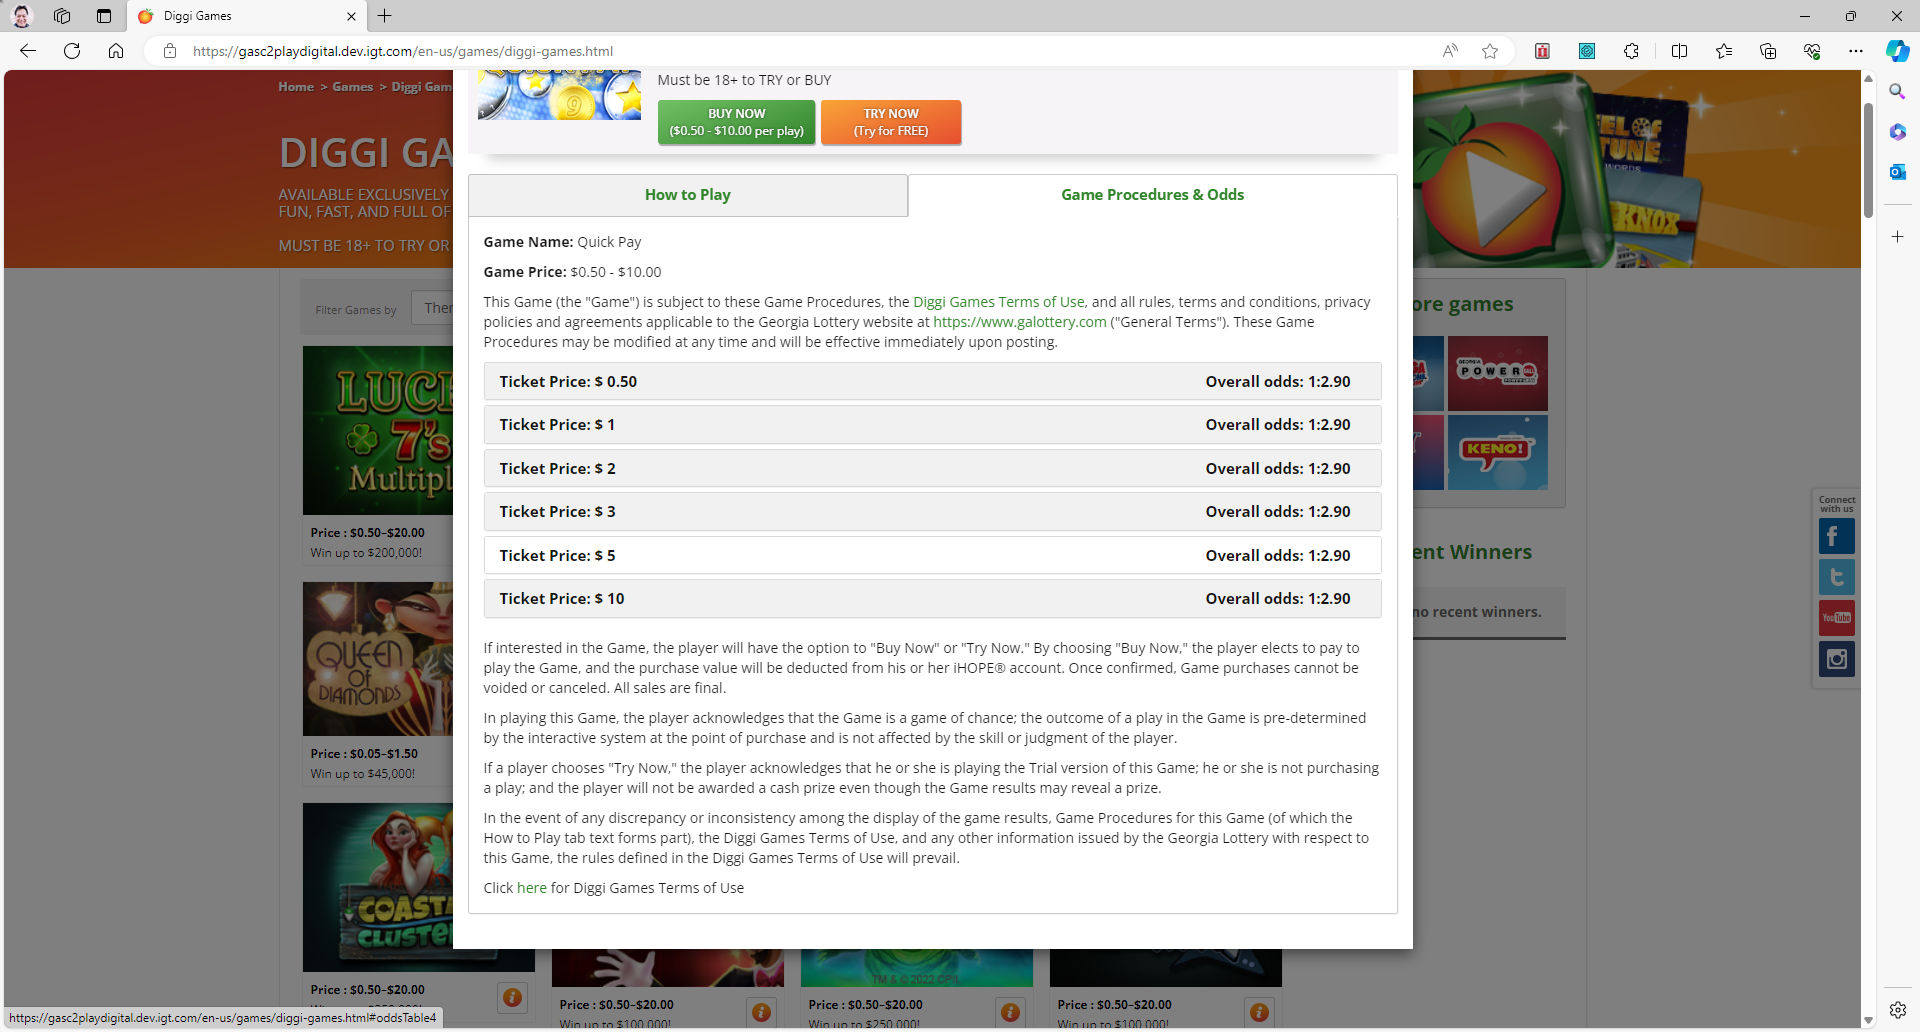 Diggi Games
https://gasc2playdigital.dev.igt.com/en-us/games/diggi-games.html
Home > Games > Diggi Gam
DIGGI GA
AVAILABLE EXCLUSIVELY
FUN, FAST, AND FULL OF
MUST BE 18+ TO TRY OR
Must be 18+ to TRY or BUY
BUY NOW
($0.50 - $10.00 per play)
TRY NOW
(Try for FREE)
How to Play
Game Procedures & Odds
Game Name: Quick Pay
Game Price: $0.50 - $10.00
This Game (the "Game") is subject to these Game Procedures, the Diggi Games Terms of Use, and all rules, terms and conditions, privacy
policies and agreements applicable to the Georgia Lottery website at https://www.galottery.com ("General Terms"). These Game
Procedures may be modified at any time and will be effective immediately upon posting.
Ticket Price: $ 0.50 Overall odds: 1:2.90
Ticket Price: $ 1 Overall odds: 1:2.90
Ticket Price: $ 2 Overall odds: 1:2.90
Ticket Price: $ 3 Overall odds: 1:2.90
Ticket Price: $ 5 Overall odds: 1:2.90
Ticket Price: $ 10 Overall odds: 1:2.90
If interested in the Game, the player will have the option to "Buy Now" or "Try Now." By choosing "Buy Now," the player elects to pay to
play the Game, and the purchase value will be deducted from his or her iHOPE® account. Once confirmed, Game purchases cannot be
voided or canceled. All sales are final.
In playing this Game, the player acknowledges that the Game is a game of chance; the outcome of a play in the Game is pre-determined
by the interactive system at the point of purchase and is not affected by the skill or judgment of the player.
If a player chooses "Try Now," the player acknowledges that he or she is playing the Trial version of this Game; he or she is not purchasing
a play; and the player will not be awarded a cash prize even though the Game results may reveal a prize.
In the event of any discrepancy or inconsistency among the display of the game results, Game Procedures for this Game (of which the
How to Play tab text forms part), the Diggi Games Terms of Use, and any other information issued by the Georgia Lottery with respect to
this Game, the rules defined in the Diggi Games Terms of Use will prevail.
Click here for Diggi Games Terms of Use
Filter Games by
Ther
LUCK
7's
Multipl
Price : $0.50–$20.00
Win up to $200,000!
QUEEN
OF
DIAMONDS
Price : $0.05–$1.50
Win up to $45,000!
COASTA
CLUSTER
Price : $0.50–$20.00
Price : $0.50–$20.00
Win up to $100,000!
TM & © 2022 CPII
Price : $0.50–$20.00
Win up to $250,000!
Price : $0.50–$20.00
Win up to $100,000!
EL OF
TUNE
WORDS
KNOX
ore games
GEORGIA
POWERBALL
KENO!
ent Winners
no recent winners.
Connect
with us
YouTube
https://gasc2playdigital.dev.igt.com/en-us/games/diggi-games.html#oddsTable4